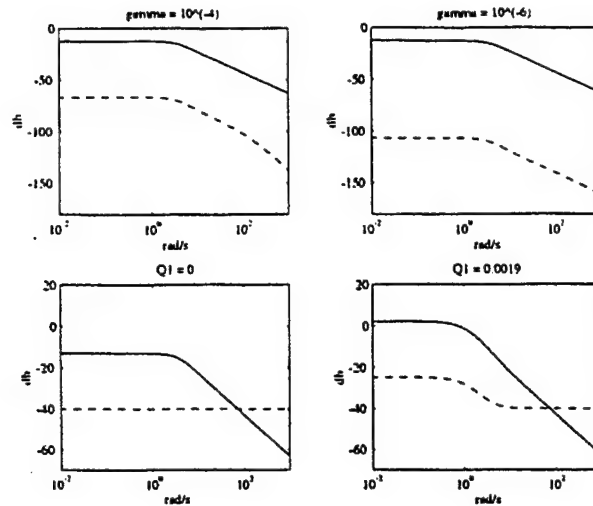 gamma = 10^(-4)
gamma = 10^(-6)
0
-50
-100
-150
db
10^-2
10^0
10^2
rad/s
0
-50
-100
-150
db
10^-2
10^0
10^2
rad/s
Q1 = 0
Q1 = 0.0019
20
0
-20
-40
-60
db
10^-2
10^0
10^2
rad/s
20
0
-20
-40
-60
db
10^-2
10^0
10^2
rad/s